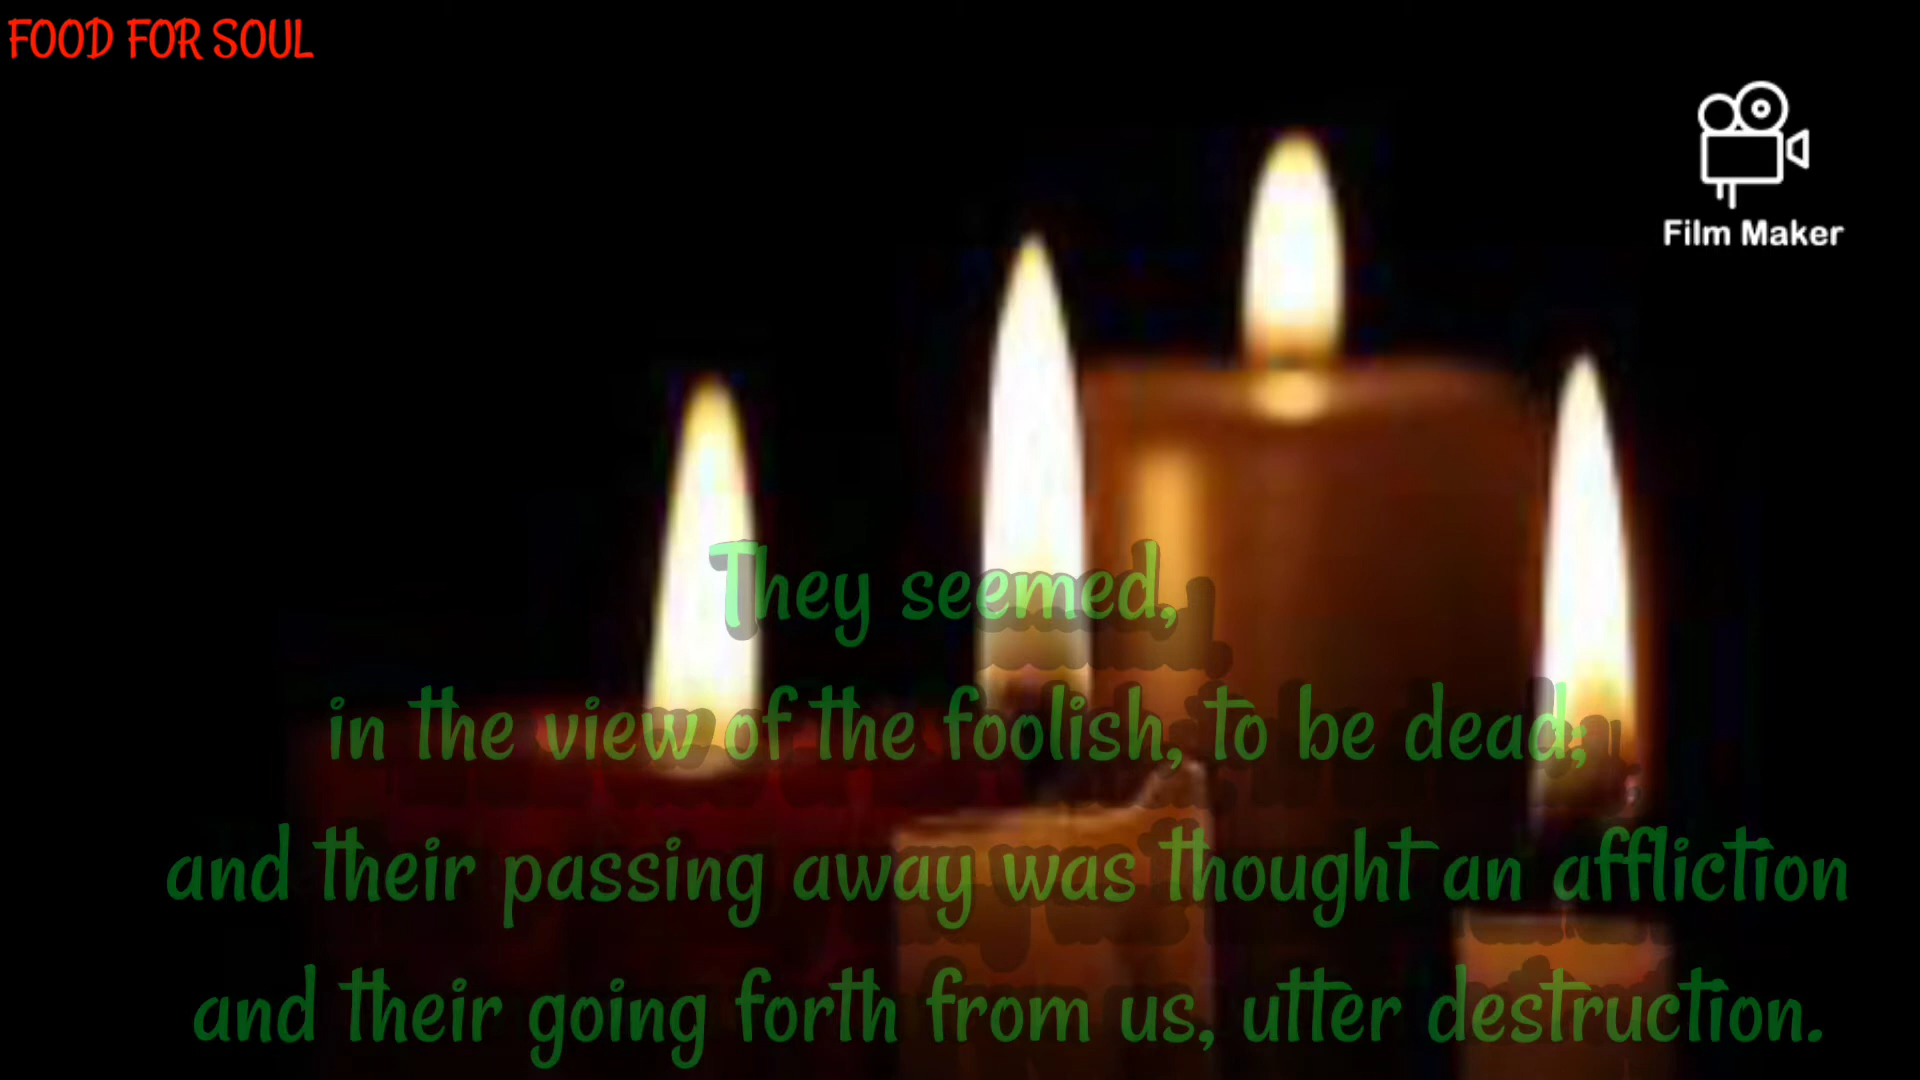 FOOD FOR SOUL
Film Maker
They seemed,
in the view of the foolish, to be dead;
and their passing away was thought an affliction
and their going forth from us, utter destruction.